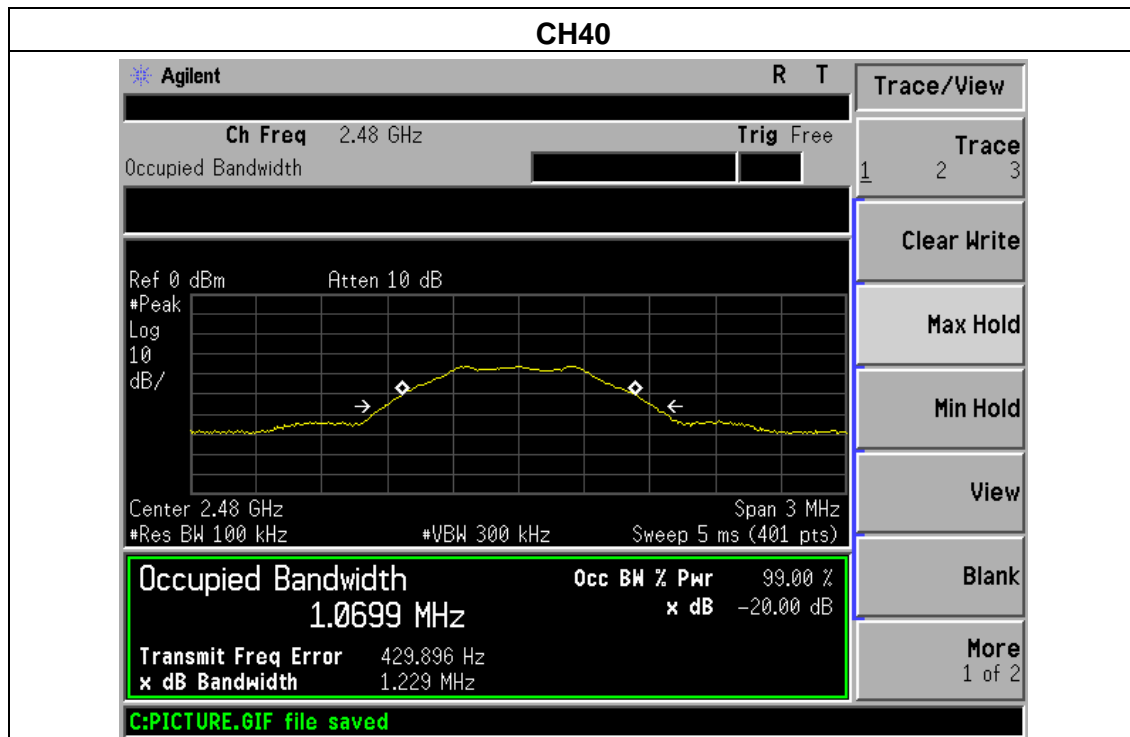 CH40
Agilent R T
Ch Freq 2.48 GHz Trig Free
Occupied Bandwidth
Ref 0 dBm Atten 10 dB
#Peak
Log
10
dB/
Center 2.48 GHz Span 3 MHz
#Res BW 100 kHz #VBW 300 kHz Sweep 5 ms (401 pts)
Occupied Bandwidth Occ BW % Pwr 99.00 %
1.0699 MHz x dB -20.00 dB
Transmit Freq Error 429.896 Hz
x dB Bandwidth 1.229 MHz
C:PICTURE.GIF file saved
Trace/View
Trace
1 2 3
Clear Write
Max Hold
Min Hold
View
Blank
More
1 of 2